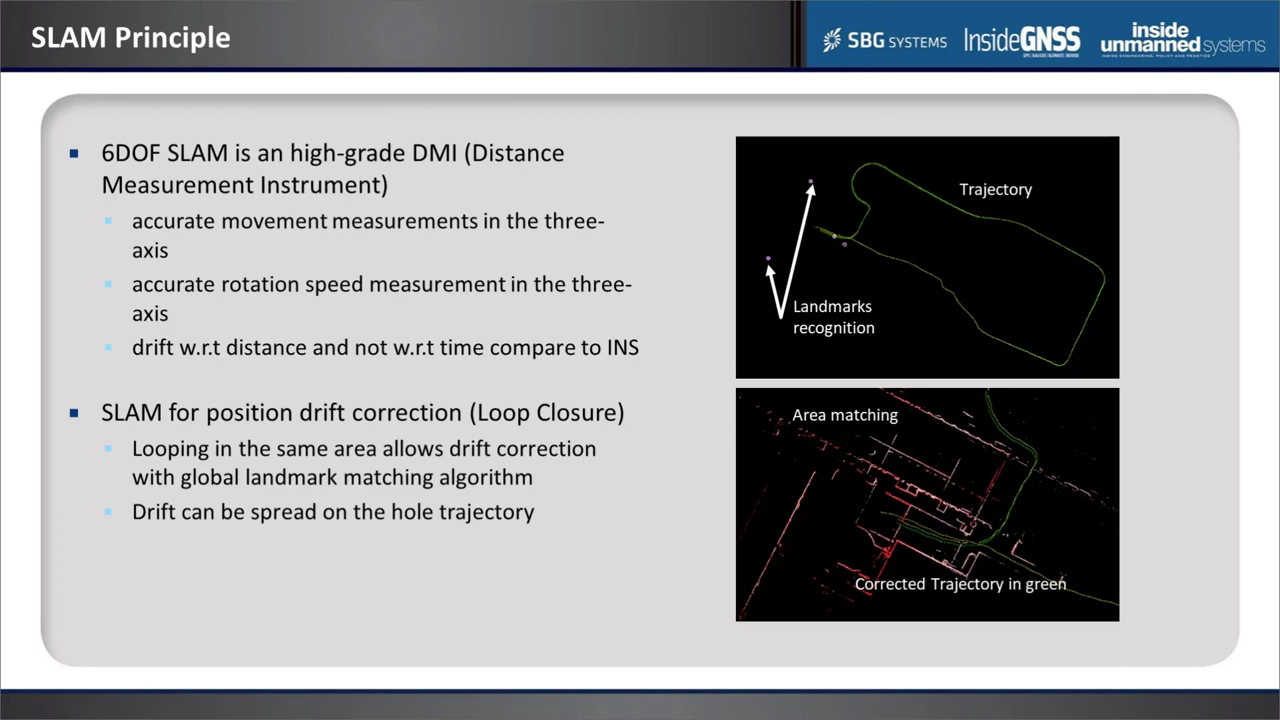 SLAM Principle
SBG SYSTEMS
InsideGNSS
inside
unmanned systems
▪ 6DOF SLAM is an high-grade DMI (Distance
Measurement Instrument)
▪ accurate movement measurements in the three-
axis
▪ accurate rotation speed measurement in the three-
axis
▪ drift w.r.t distance and not w.r.t time compare to INS
▪ SLAM for position drift correction (Loop Closure)
▪ Looping in the same area allows drift correction
with global landmark matching algorithm
▪ Drift can be spread on the hole trajectory
Trajectory
Landmarks
recognition
Area matching
Corrected Trajectory in green